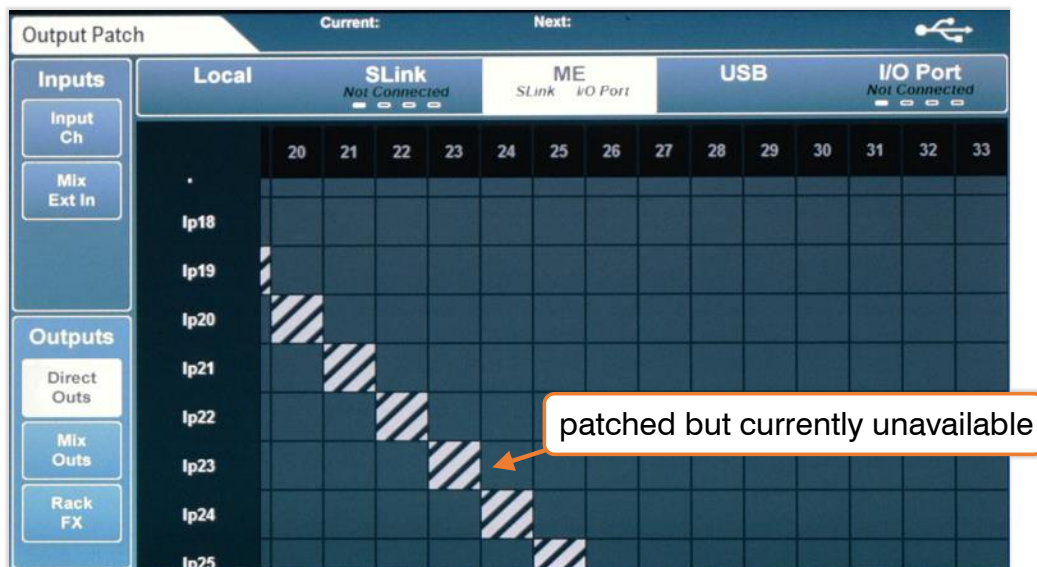 Output Patch
Current:
Next:
Inputs
Input
Ch
Mix
Ext In
Outputs
Direct
Outs
Mix
Outs
Rack
FX
Local
SLink
Not Connected
ME
SLink I/O Port
USB
I/O Port
Not Connected
20 21 22 23 24 25 26 27 28 29 30 31 32 33
Ip18
Ip19
Ip20
Ip21
Ip22
Ip23
Ip24
Ip25
patched but currently unavailable